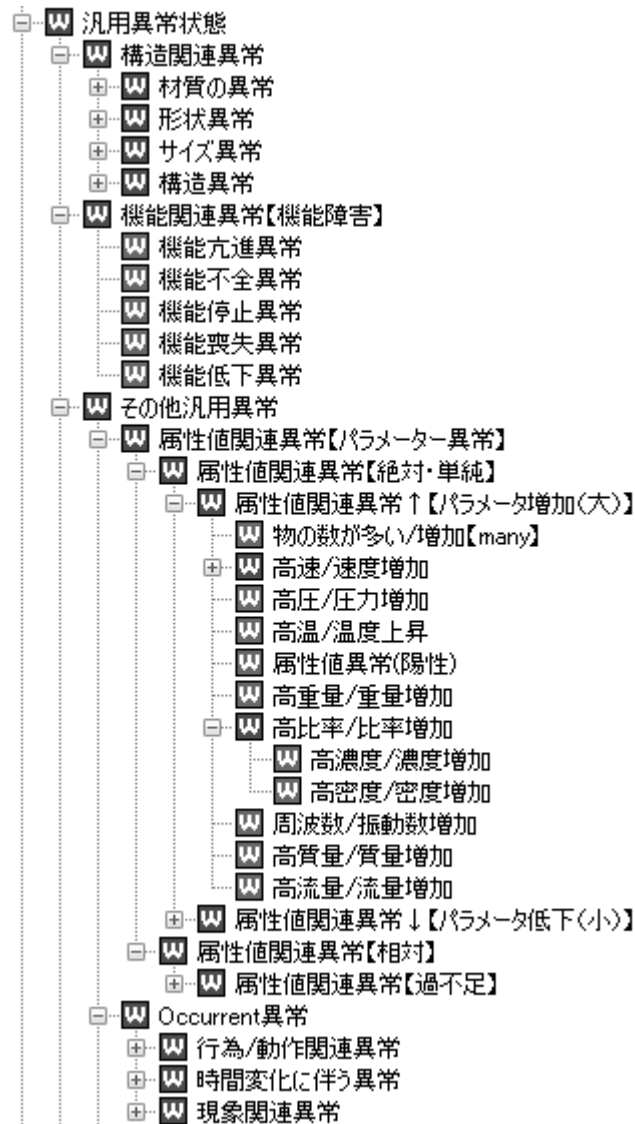 汎用異常状態
構造関連異常
材質の異常
形状異常
サイズ異常
構造異常
機能関連異常【機能障害】
機能亢進異常
機能不全異常
機能停止異常
機能喪失異常
機能低下異常
その他汎用異常
属性値関連異常【パラメーター異常】
属性値関連異常【絶対・単純】
属性値関連異常↑【パラメータ増加(大)】
物の数が多い/増加【many】
高速/速度増加
高圧/圧力増加
高温/温度上昇
属性値異常(陽性)
高重量/重量増加
高比率/比率増加
高濃度/濃度増加
高密度/密度増加
周波数/振動数増加
高質量/質量増加
高流量/流量増加
属性値関連異常↓【パラメータ低下(小)】
属性値関連異常【相対】
属性値関連異常【過不足】
Occurrent異常
行為/動作関連異常
時間変化に伴う異常
現象関連異常